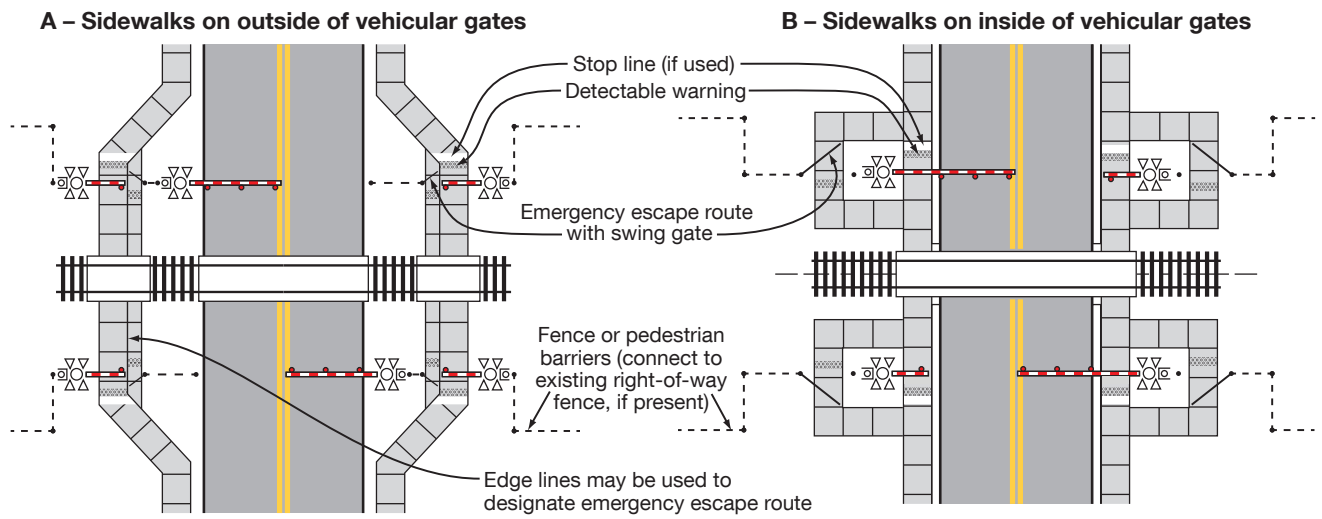 A – Sidewalks on outside of vehicular gates
B – Sidewalks on inside of vehicular gates
Stop line (if used)
Detectable warning
Emergency escape route
with swing gate
Fence or pedestrian
barriers (connect to
existing right-of-way
fence, if present)
Edge lines may be used to
designate emergency escape route